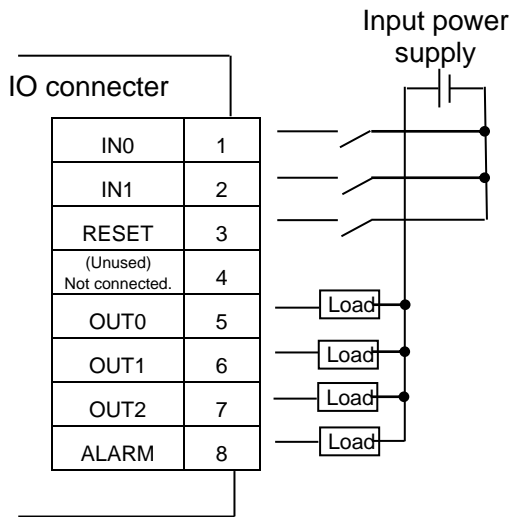 Input power
supply
IO connecter
IN0 1
IN1 2
RESET 3
(Unused)
Not connected. 4
OUT0 5
OUT1 6
OUT2 7
ALARM 8
Load
Load
Load
Load